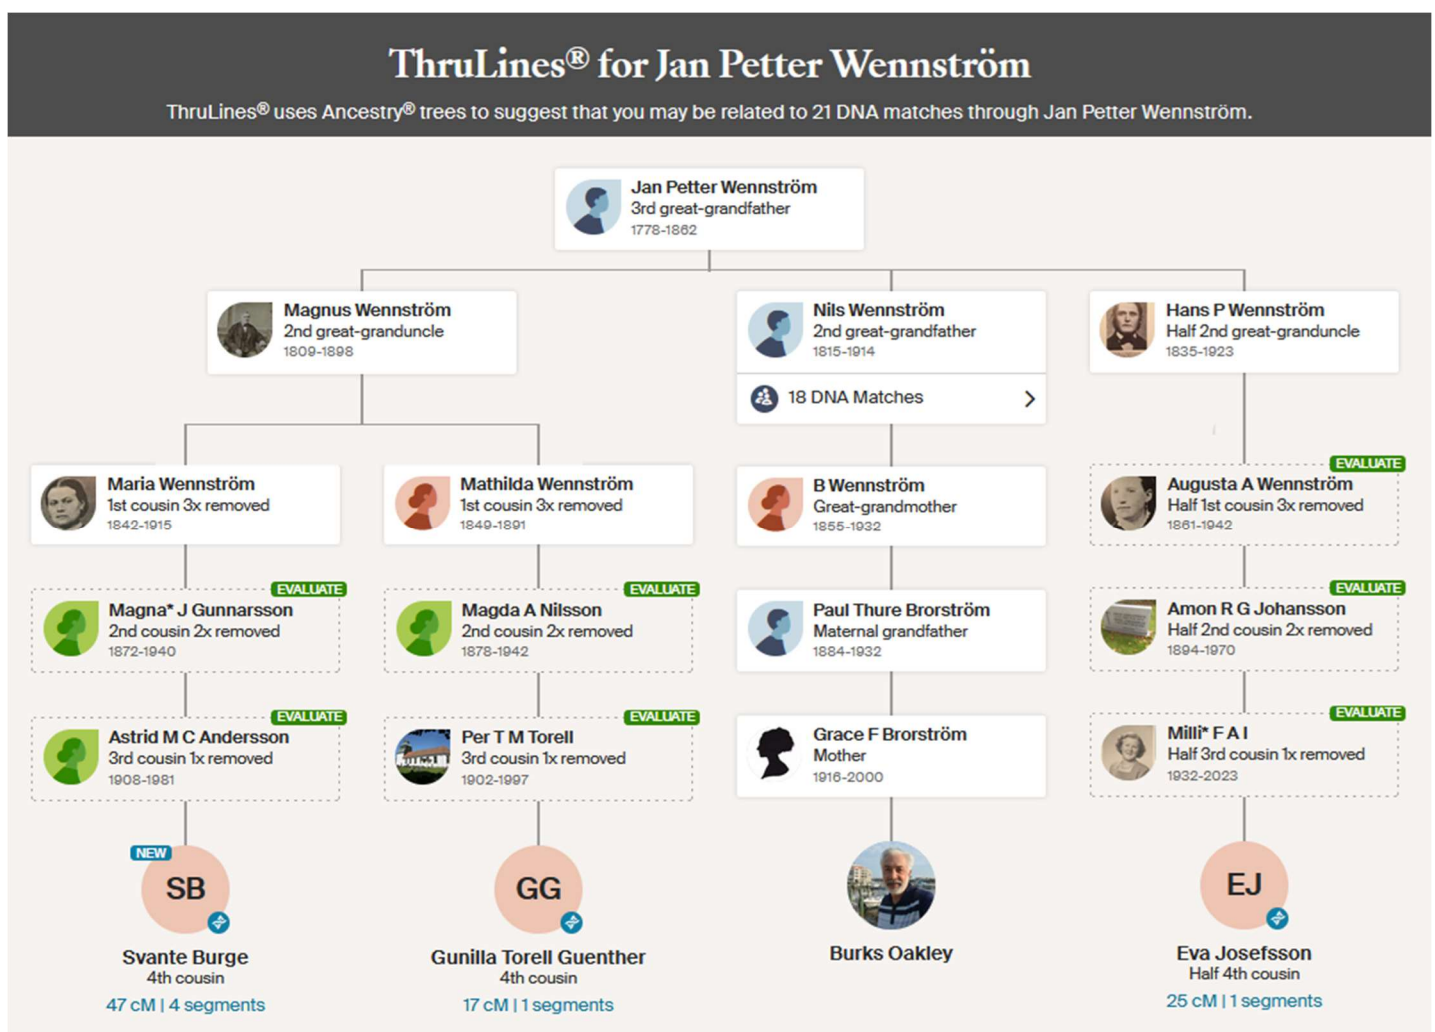 ThruLines® for Jan Petter Wennström
ThruLines® uses Ancestry® trees to suggest that you may be related to 21 DNA matches through Jan Petter Wennström.
Jan Petter Wennström
3rd great-grandfather
1778-1862
Magnus Wennström
2nd great-granduncle
1809-1898
Nils Wennström
2nd great-grandfather
1815-1914
18 DNA Matches
Hans P Wennström
Half 2nd great-granduncle
1835-1923
Maria Wennström
1st cousin 3x removed
1842-1915
Mathilda Wennström
1st cousin 3x removed
1849-1891
B Wennström
Great-grandmother
1855-1932
EVALUATE
Augusta A Wennström
Half 1st cousin 3x removed
1861-1942
EVALUATE
Magna* J Gunnarsson
2nd cousin 2x removed
1872-1940
EVALUATE
Magda A Nilsson
2nd cousin 2x removed
1878-1942
Paul Thure Brorström
Maternal grandfather
1884-1932
EVALUATE
Amon R G Johansson
Half 2nd cousin 2x removed
1894-1970
EVALUATE
Astrid M C Andersson
3rd cousin 1x removed
1908-1981
EVALUATE
Per T M Torell
3rd cousin 1x removed
1902-1997
Grace F Brorström
Mother
1916-2000
EVALUATE
Milli* F A I
Half 3rd cousin 1x removed
1932-2023
NEW
SB
Svante Burge
4th cousin
47 cM | 4 segments
GG
Gunilla Torell Guenther
4th cousin
17 cM | 1 segments
Burks Oakley
EJ
Eva Josefsson
Half 4th cousin
25 cM | 1 segments